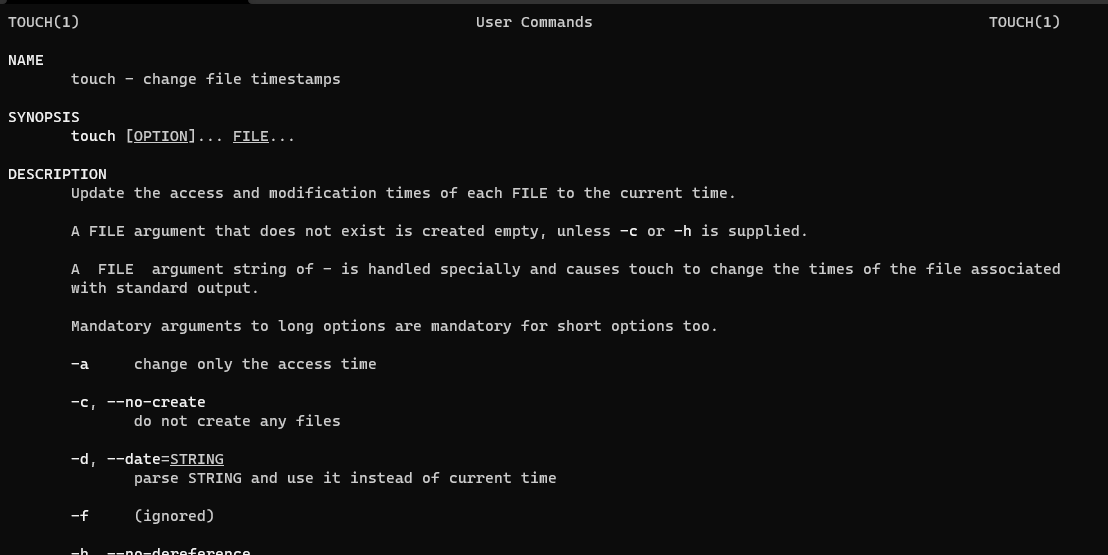 TOUCH(1) User Commands TOUCH(1)
NAME
touch - change file timestamps
SYNOPSIS
touch [OPTION]... FILE...
DESCRIPTION
Update the access and modification times of each FILE to the current time.
A FILE argument that does not exist is created empty, unless -c or -h is supplied.
A  FILE  argument string of - is handled specially and causes touch to change the times of the file associated
with standard output.
Mandatory arguments to long options are mandatory for short options too.
-a     change only the access time
-c, --no-create
do not create any files
-d, --date=STRING
parse STRING and use it instead of current time
-f     (ignored)
-h, --no-dereference